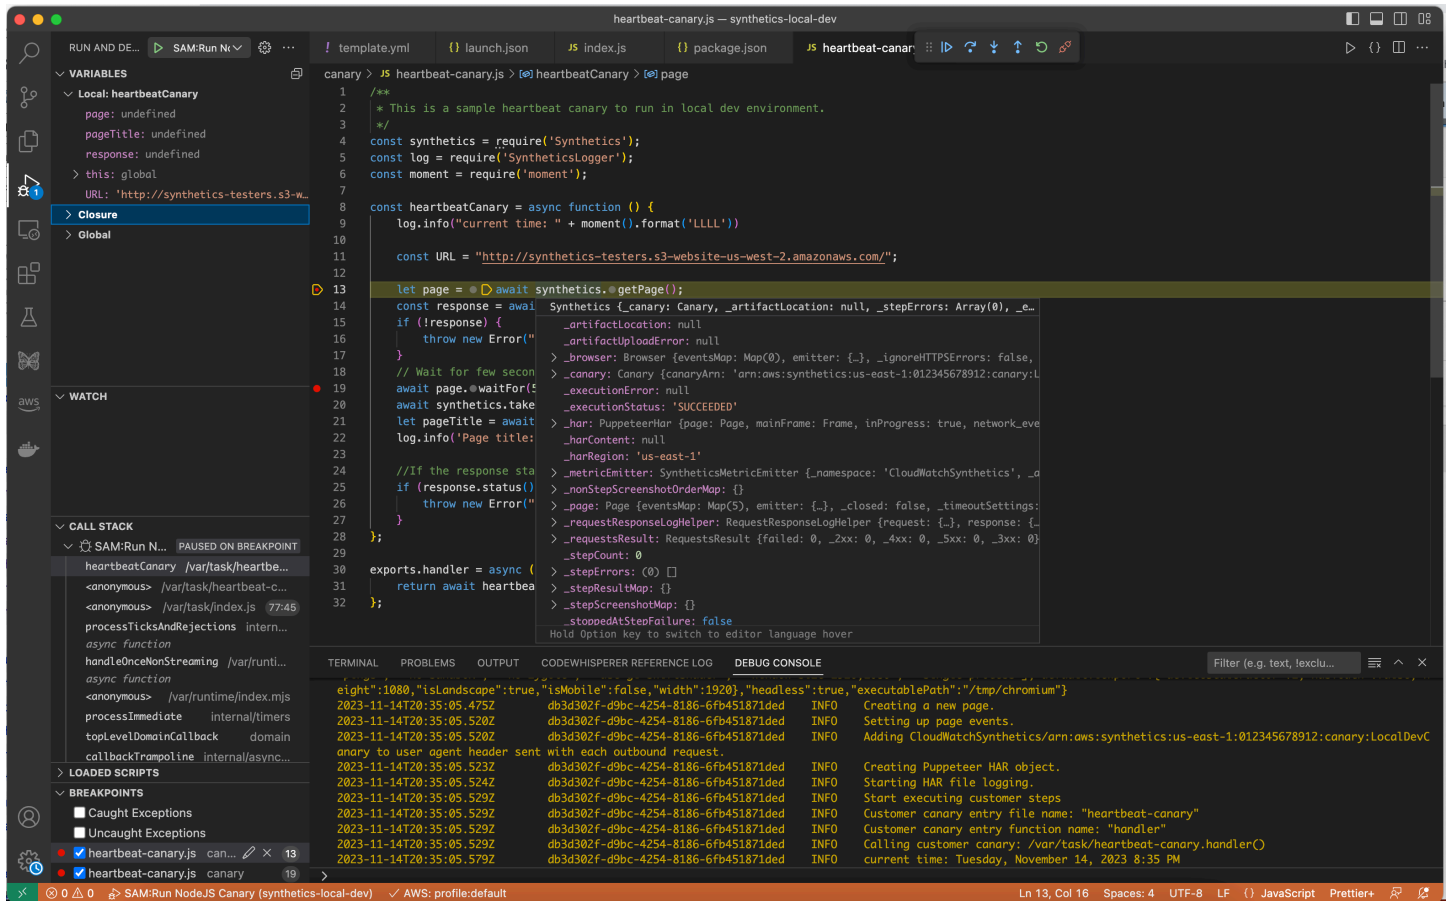 heartbeat-canary.js — synthetics-local-dev
RUN AND DE... SAM:Run N
! template.yml {} launch.json JS index.js {} package.json JS heartbeat-canary
VARIABLES
Local: heartbeatCanary
page: undefined
pageTitle: undefined
response: undefined
this: global
URL: 'http://synthetics-testers.s3-w…
Closure
Global
WATCH
CALL STACK
SAM:Run N... PAUSED ON BREAKPOINT
heartbeatCanary /var/task/heartbe...
<anonymous> /var/task/heartbeat-c...
<anonymous> /var/task/index.js 77:45
processTicksAndRejections intern...
async function
handleOnceNonStreaming /var/runti...
async function
<anonymous> /var/runtime/index.mjs
processImmediate internal/timers
topLevelDomainCallback domain
callbackTrampoline internal/async...
LOADED SCRIPTS
BREAKPOINTS
Caught Exceptions
Uncaught Exceptions
heartbeat-canary.js can... 13
heartbeat-canary.js canary 19
1
aws
canary > JS heartbeat-canary.js > heartbeatCanary > page
1 /**
2 * This is a sample heartbeat canary to run in local dev environment.
3 */
4 const synthetics = require('Synthetics');
5 const log = require('SyntheticsLogger');
6 const moment = require('moment');
7
8 const heartbeatCanary = async function () {
9 log.info("current time: " + moment().format('LLLL'))
10
11 const URL = "http://synthetics-testers.s3-website-us-west-2.amazonaws.com/";
12
13 let page = await synthetics.getPage();
14 const response = awai
15 if (!response) {
16 throw new Error("
17 }
18 // Wait for few secon
19 await page.waitFor(5
20 await synthetics.take
21 let pageTitle = await
22 log.info('Page title:
23
24 //If the response sta
25 if (response.status()
26 throw new Error("
27 }
28 };
29
30 exports.handler = async (
31 return await heartbea
32 };
Synthetics {_canary: Canary, _artifactLocation: null, _stepErrors: Array(0), _e…
_artifactLocation: null
_artifactUploadError: null
_browser: Browser {eventsMap: Map(0), emitter: {…}, _ignoreHTTPSErrors: false,
_canary: Canary {canaryArn: 'arn:aws:synthetics:us-east-1:012345678912:canary:L
_executionError: null
_executionStatus: 'SUCCEEDED'
_har: PuppeteerHar {page: Page, mainFrame: Frame, inProgress: true, network_eve
_harContent: null
_harRegion: 'us-east-1'
_metricEmitter: SyntheticsMetricEmitter {_namespace: 'CloudWatchSynthetics', _a
_nonStepScreenshotOrderMap: {}
_page: Page {eventsMap: Map(5), emitter: {…}, _closed: false, _timeoutSettings:
_requestResponseLogHelper: RequestResponseLogHelper {request: {…}, response: {…
_requestsResult: RequestsResult {failed: 0, _2xx: 0, _4xx: 0, _5xx: 0, _3xx: 0}
_stepCount: 0
_stepErrors: (0) []
_stepResultMap: {}
_stepScreenshotMap: {}
_stoppedAtStepFailure: false
Hold Option key to switch to editor language hover
TERMINAL PROBLEMS OUTPUT CODEWHISPERER REFERENCE LOG DEBUG CONSOLE Filter (e.g. text, !exclu...
eight":1080,"isLandscape":true,"isMobile":false,"width":1920},"headless":true,"executablePath":"/tmp/chromium"}
2023-11-14T20:35:05.475Z db3d302f-d9bc-4254-8186-6fb451871ded INFO Creating a new page.
2023-11-14T20:35:05.520Z db3d302f-d9bc-4254-8186-6fb451871ded INFO Setting up page events.
2023-11-14T20:35:05.520Z db3d302f-d9bc-4254-8186-6fb451871ded INFO Adding CloudWatchSynthetics/arn:aws:synthetics:us-east-1:012345678912:canary:LocalDevC
anary to user agent header sent with each outbound request.
2023-11-14T20:35:05.523Z db3d302f-d9bc-4254-8186-6fb451871ded INFO Creating Puppeteer HAR object.
2023-11-14T20:35:05.524Z db3d302f-d9bc-4254-8186-6fb451871ded INFO Starting HAR file logging.
2023-11-14T20:35:05.529Z db3d302f-d9bc-4254-8186-6fb451871ded INFO Start executing customer steps
2023-11-14T20:35:05.529Z db3d302f-d9bc-4254-8186-6fb451871ded INFO Customer canary entry file name: "heartbeat-canary"
2023-11-14T20:35:05.529Z db3d302f-d9bc-4254-8186-6fb451871ded INFO Customer canary entry function name: "handler"
2023-11-14T20:35:05.529Z db3d302f-d9bc-4254-8186-6fb451871ded INFO Calling customer canary: /var/task/heartbeat-canary.handler()
2023-11-14T20:35:05.579Z db3d302f-d9bc-4254-8186-6fb451871ded INFO current time: Tuesday, November 14, 2023 8:35 PM
>
0 0 SAM:Run NodeJS Canary (synthetics-local-dev) AWS: profile:default Ln 13, Col 16 Spaces: 4 UTF-8 LF {} JavaScript Prettier+